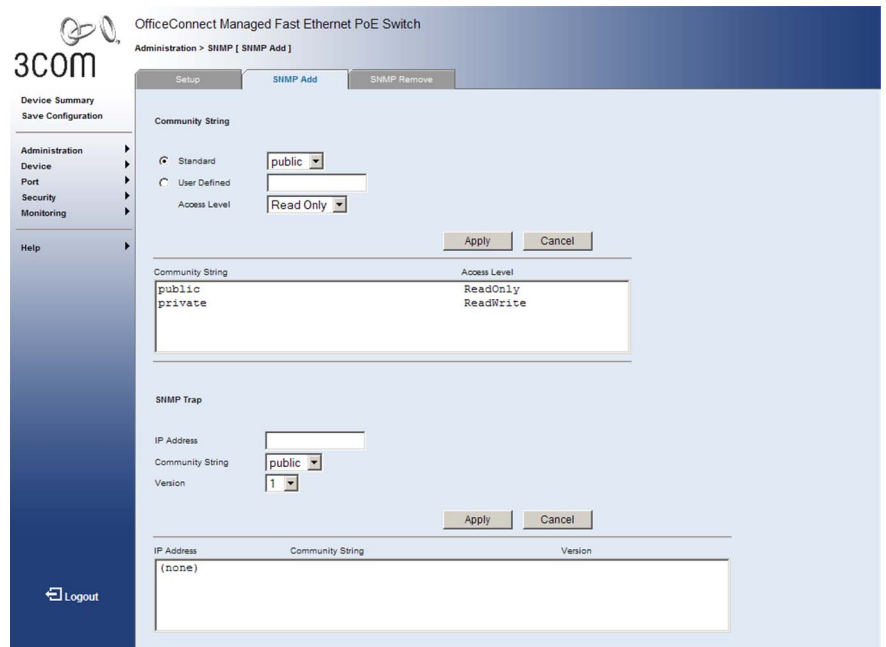 3COM
OfficeConnect Managed Fast Ethernet PoE Switch
Administration > SNMP [ SNMP Add ]
Setup
SNMP Add
SNMP Remove
Device Summary
Save Configuration
Administration
Device
Port
Security
Monitoring
Help
Logout
Community String
Standard public
User Defined
Access Level Read Only
Apply Cancel
Community String Access Level
public ReadOnly
private ReadWrite
SNMP Trap
IP Address
Community String public
Version 1
Apply Cancel
IP Address Community String Version
(none)